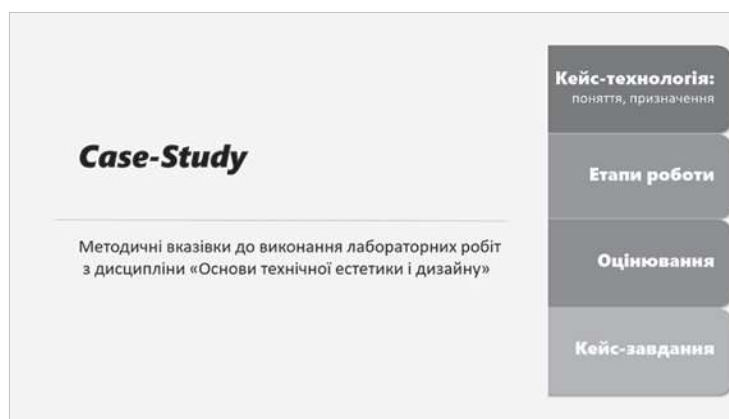 Case-Study
Методичні вказівки до виконання лабораторних робіт
з дисципліни «Основи технічної естетики і дизайну»
Кейс-технологія:
поняття, призначення
Етапи роботи
Оцінювання
Кейс-завдання